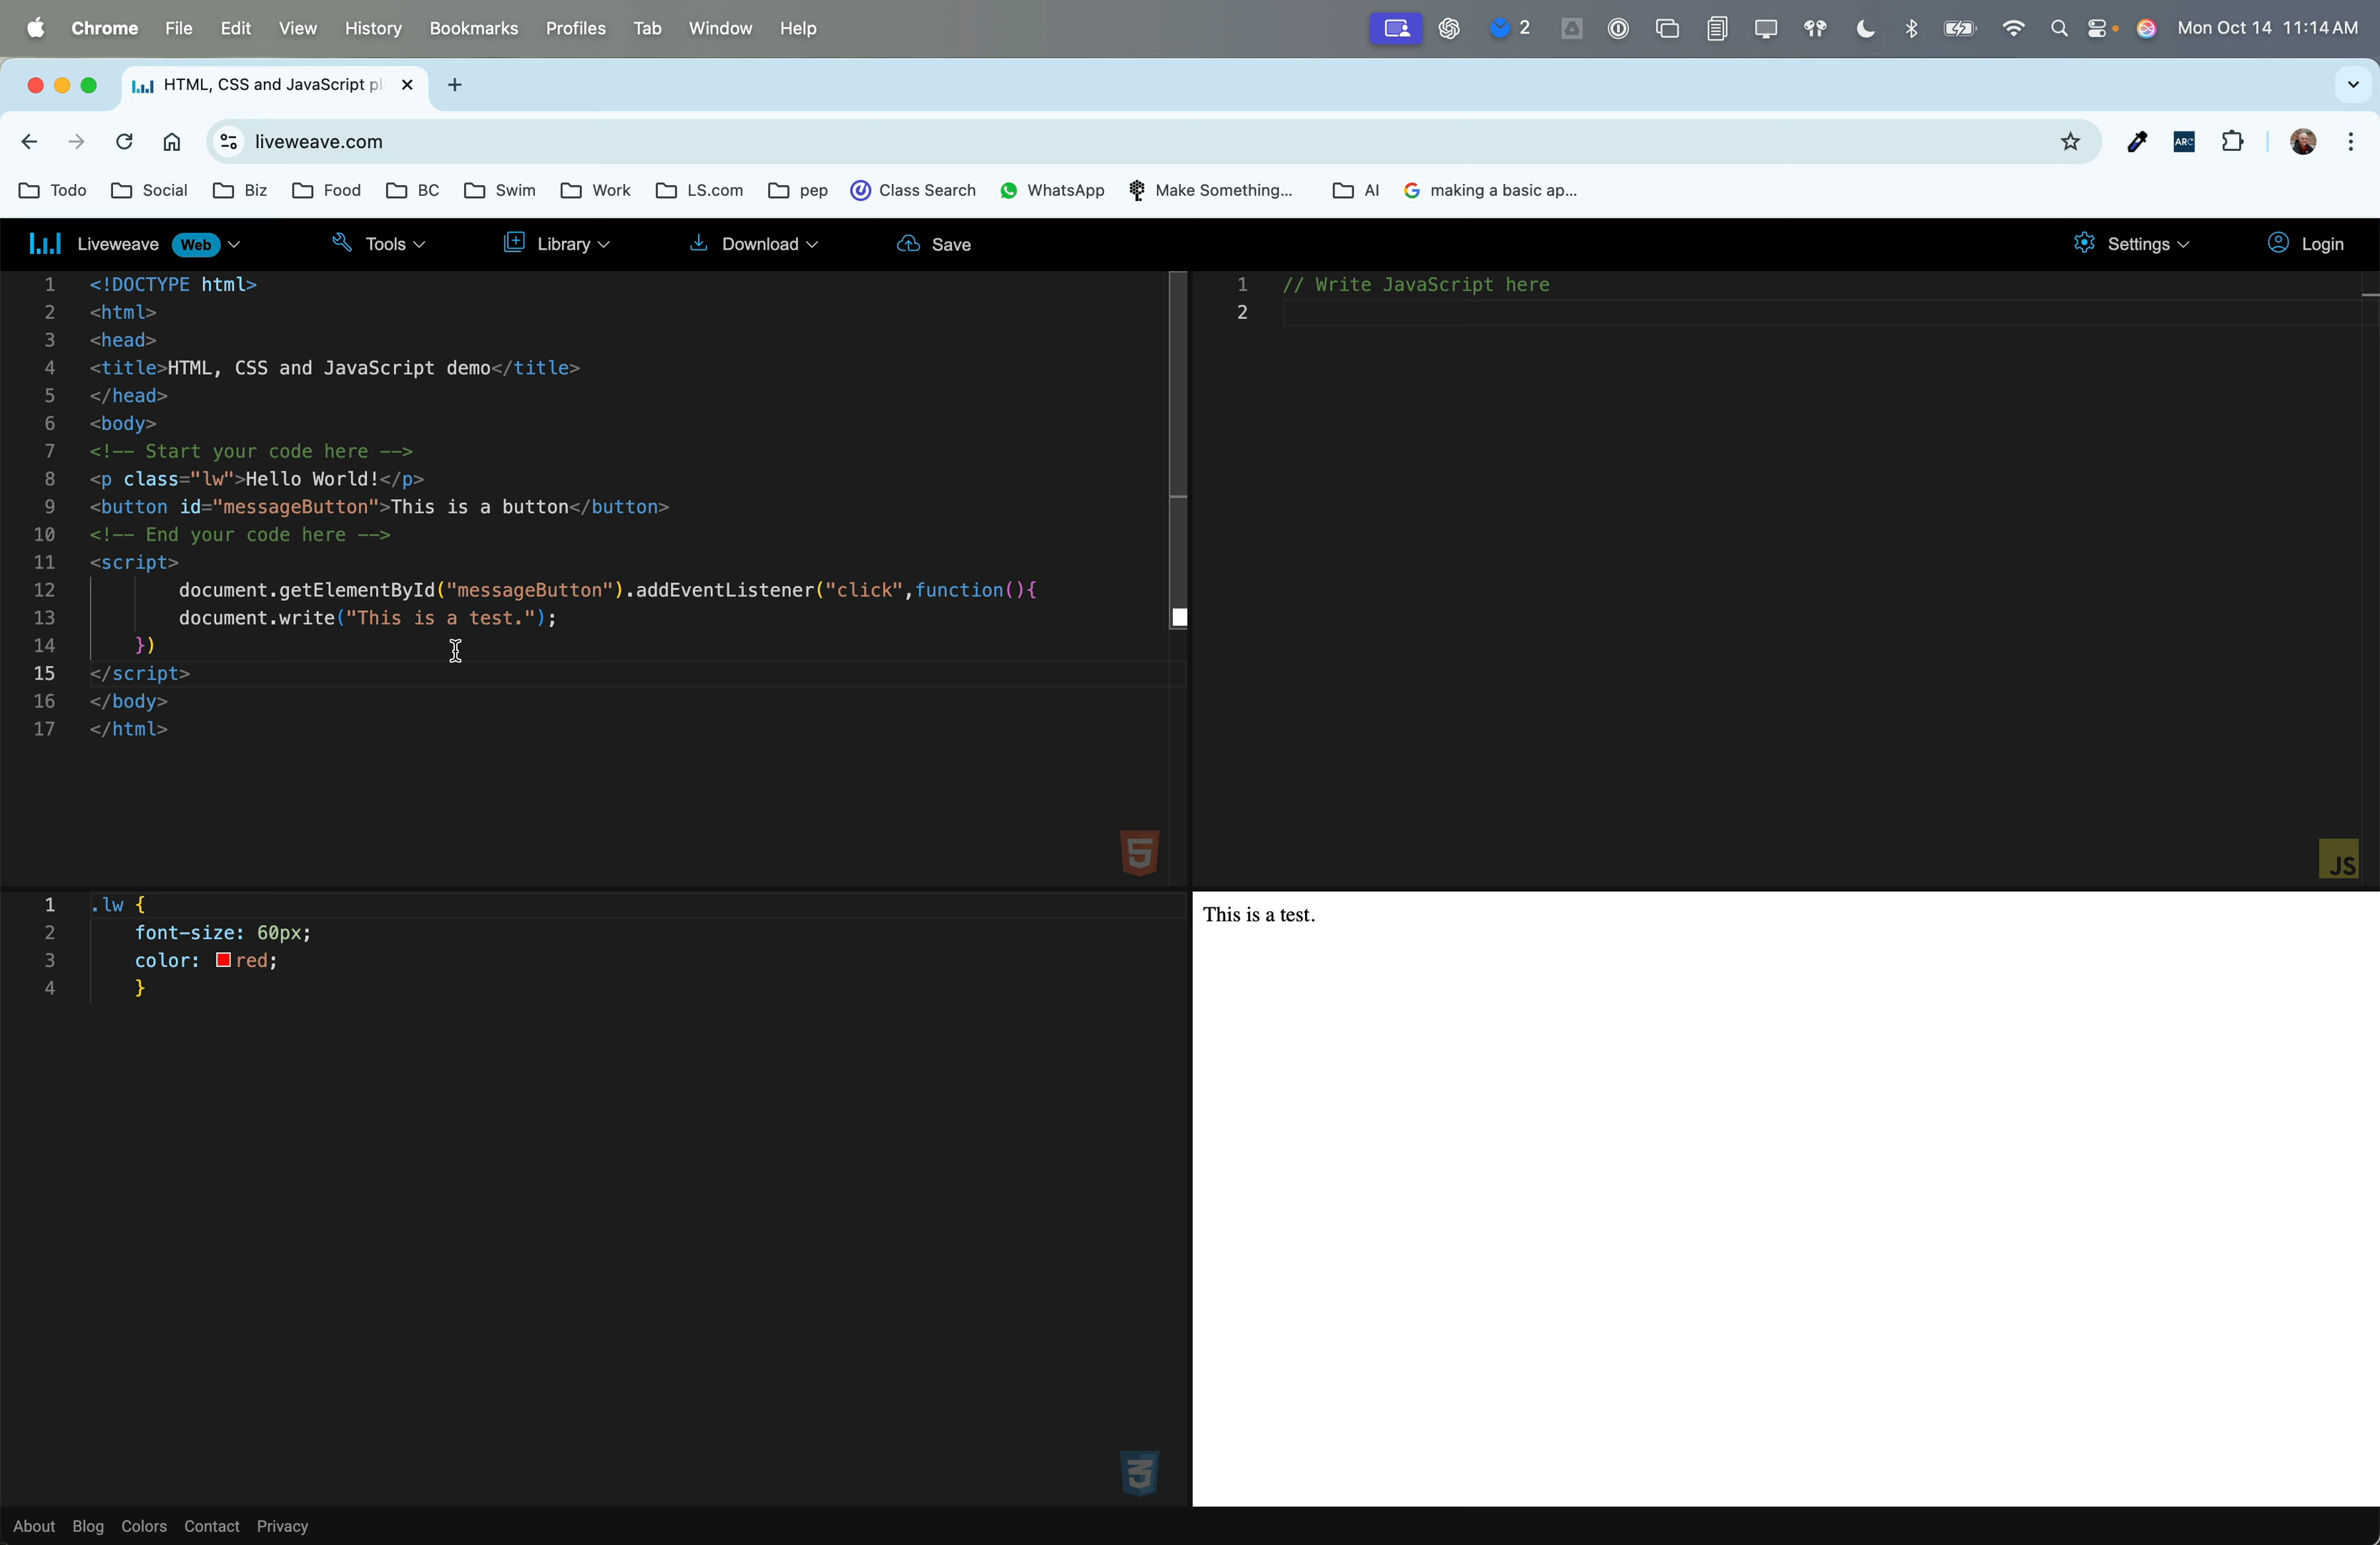 Chrome File Edit View History Bookmarks Profiles Tab Window Help 2 Mon Oct 14 11:14 AM
HTML, CSS and JavaScript pl
liveweave.com ARC
Todo Social Biz Food BC Swim Work LS.com pep Class Search WhatsApp Make Something... AI making a basic ap...
Liveweave Web Tools Library Download Save Settings Login
1 <!DOCTYPE html>
2 <html>
3 <head>
4 <title>HTML, CSS and JavaScript demo</title>
5 </head>
6 <body>
7 <!-- Start your code here -->
8 <p class="lw">Hello World!</p>
9 <button id="messageButton">This is a button</button>
10 <!-- End your code here -->
11 <script>
12 document.getElementById("messageButton").addEventListener("click",function(){
13 document.write("This is a test.");
14 })
15 </script>
16 </body>
17 </html>
5
1 // Write JavaScript here
2
JS
1 .lw {
2 font-size: 60px;
3 color: red;
4 }
3
This is a test.
About Blog Colors Contact Privacy